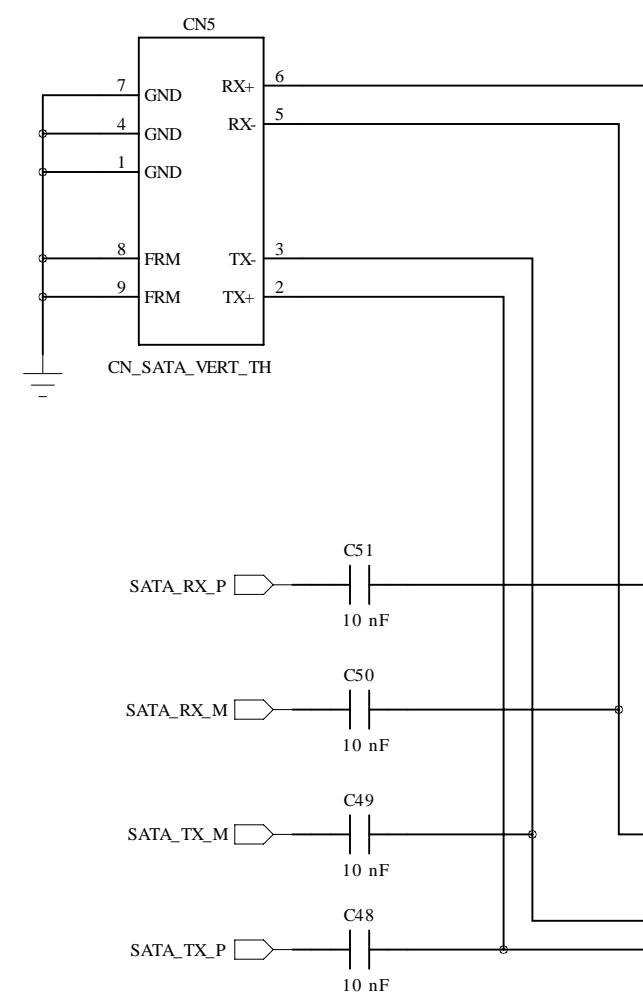 CN5
7 GND RX+ 6
4 GND RX- 5
1 GND
8 FRM TX- 3
9 FRM TX+ 2
CN_SATA_VERT_TH
C51
SATA_RX_P
10 nF
C50
SATA_RX_M
10 nF
C49
SATA_TX_M
10 nF
C48
SATA_TX_P
10 nF